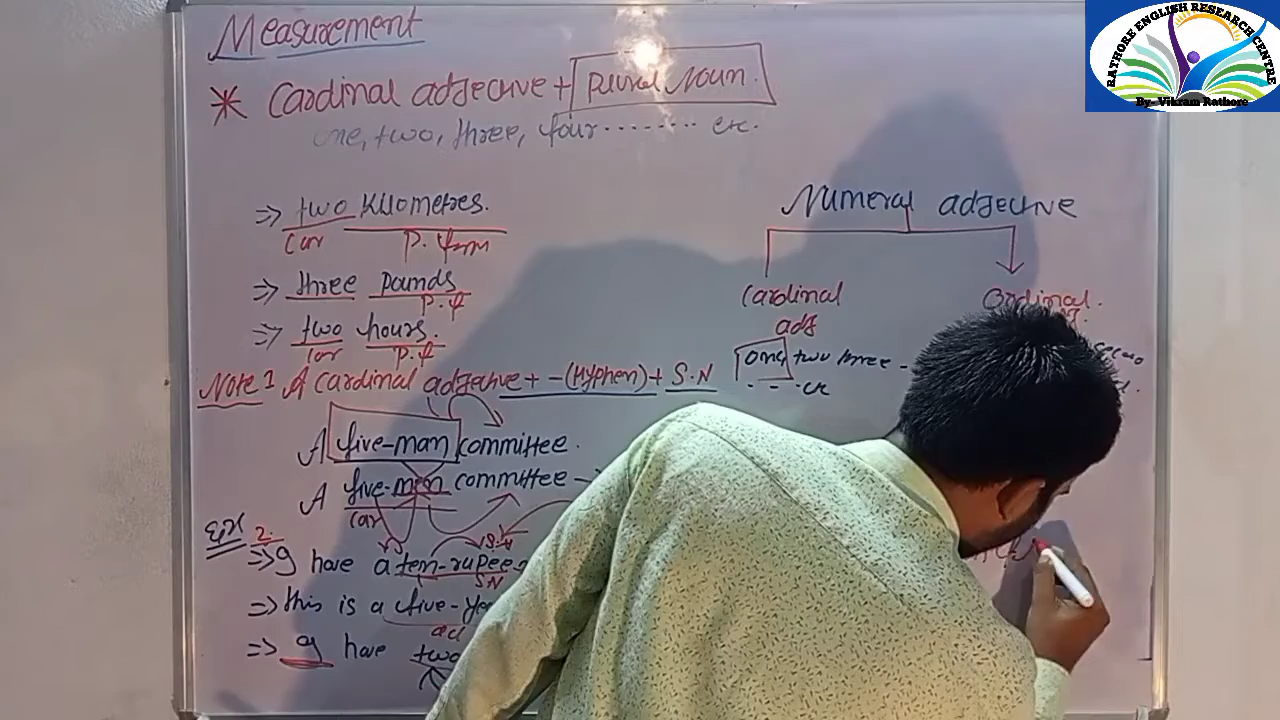 Measurement
* Cardinal adjective + plural Noun.
one, two, three, four ........ etc.
=> two kilometres.
Car P. form
=> three pounds
P.f
=> two hours.
Car P.f
Note 1 A cardinal adjective + - (Hyphen) + S.N
A five-man committee.
A five-men committee
Car
Ex
2.
=> I have a ten-rupee
SN
=> this is a five-
=> I have two
Numeral adjective
Cardinal adj
Ordinal.
One, two three -
- - - etc
RATHORE ENGLISH RESEARCH CENTRE
By- Vikram Rathore